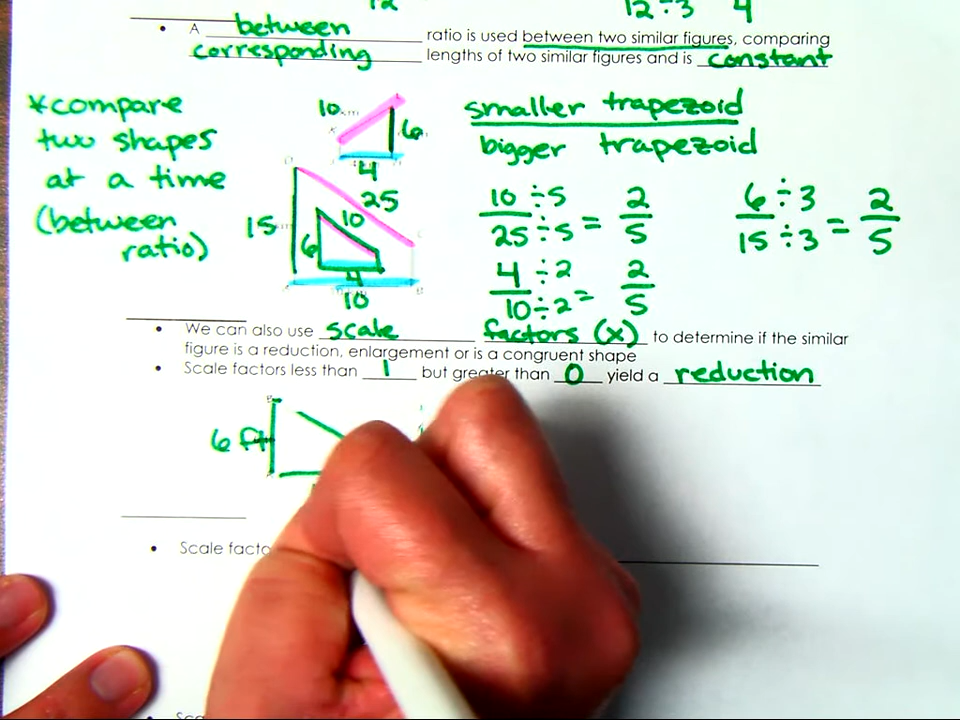 12 12÷3 4
• A between ratio is used between two similar figures, comparing
corresponding lengths of two similar figures and is constant
*compare
two shapes
at a time
(between
ratio)
10
6
4
15
25
10
6
4
10
smaller trapezoid
bigger trapezoid
10 ÷5 2
25 ÷5 = 5
6 ÷3 2
15 ÷3 = 5
4 ÷2 2
10 ÷2 = 5
• We can also use scale factors (x) to determine if the similar
figure is a reduction, enlargement or is a congruent shape
• Scale factors less than 1 but greater than 0 yield a reduction
6 ft
• Scale